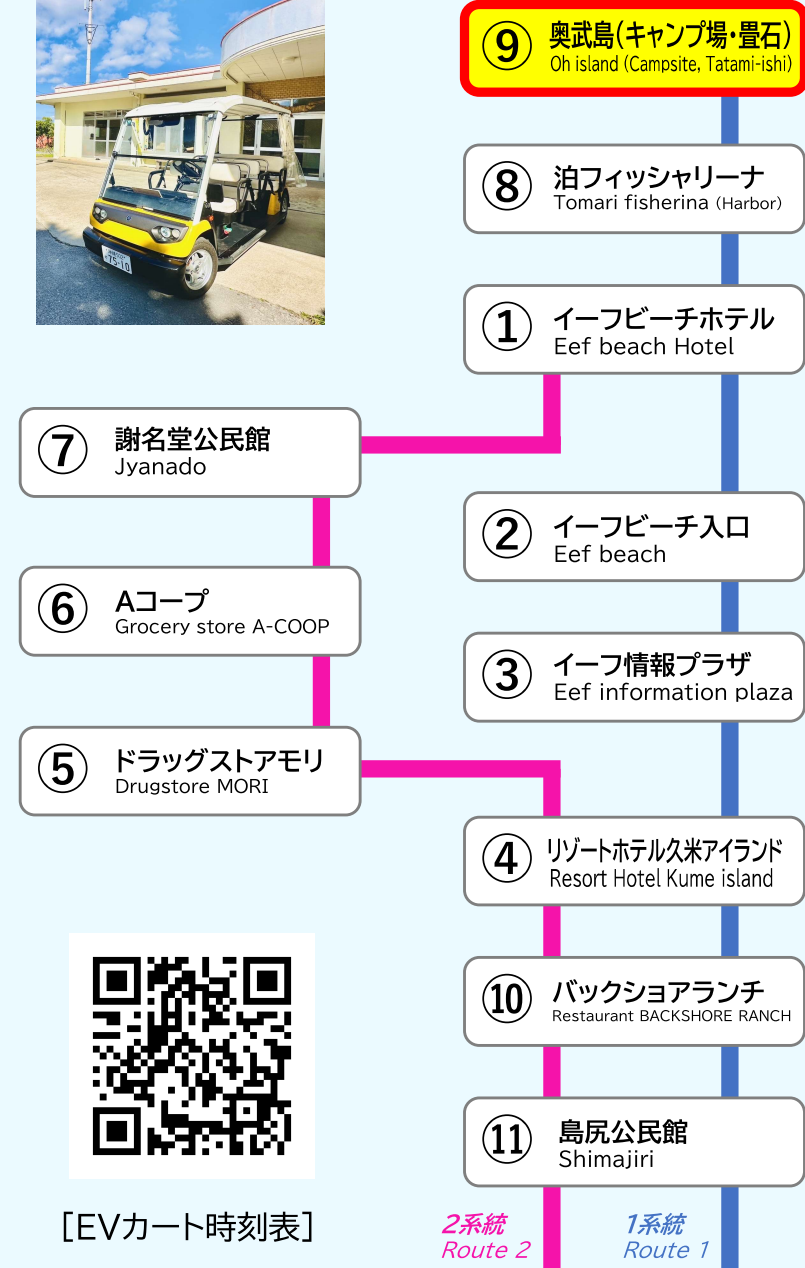 ⑨ 奥武島(キャンプ場・畳石)
Oh island (Campsite, Tatami-ishi)
⑧ 泊フィッシャリーナ
Tomari fisherina (Harbor)
① イーフビーチホテル
Eef beach Hotel
⑦ 謝名堂公民館
Jyanado
② イーフビーチ入口
Eef beach
⑥ Aコープ
Grocery store A-COOP
③ イーフ情報プラザ
Eef information plaza
⑤ ドラッグストアモリ
Drugstore MORI
④ リゾートホテル久米アイランド
Resort Hotel Kume island
⑩ バックショアランチ
Restaurant BACKSHORE RANCH
⑪ 島尻公民館
Shimajiri
[EVカート時刻表]
2系統
Route 2
1系統
Route 1
75-10